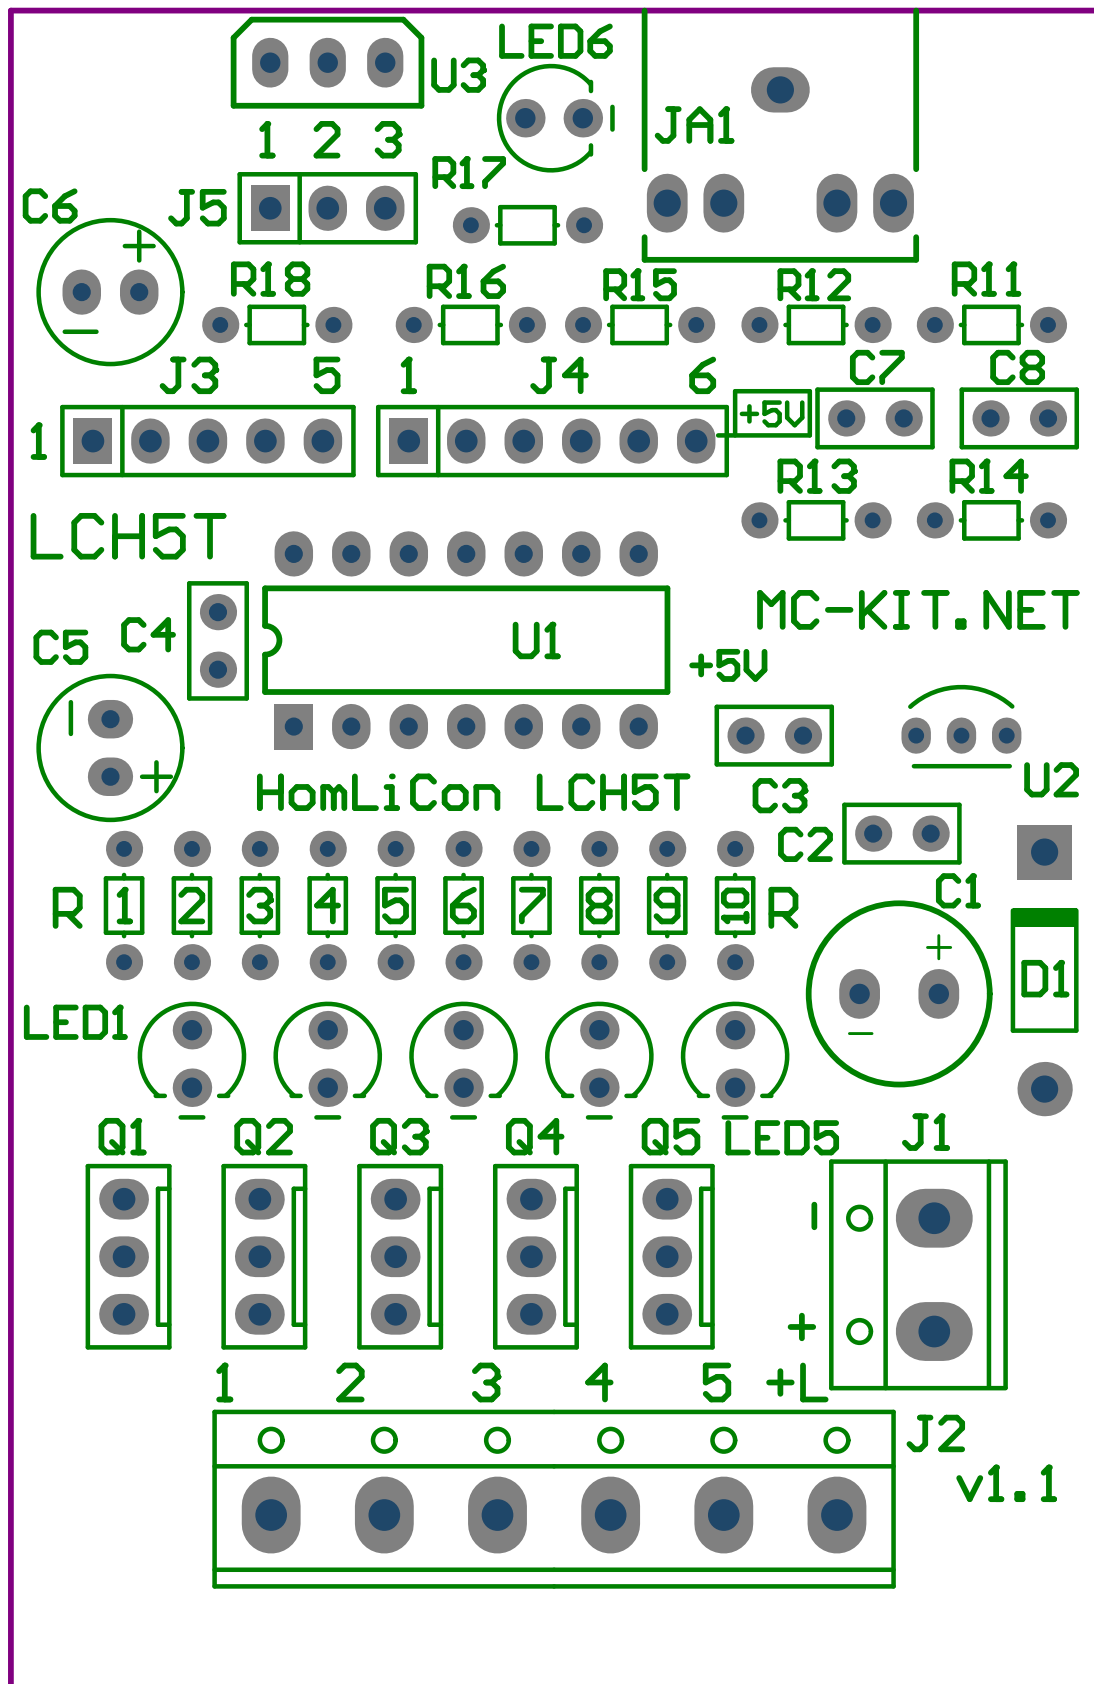 LED6
U3
JA1
1 2 3
R17
C6
J5
+
R18 R16 R15 R12 R11
J3 5 1 J4 6
C7 C8
+5V
1
R13 R14
LCH5T
MC-KIT.NET
C4 U1
C5
+5V
+
U2
HomLiCon LCH5T
C3
C2
C1
R 1 2 3 4 5 6 7 8 9 10 R
+
D1
LED1
Q1 Q2 Q3 Q4 Q5 LED5 J1
+
1 2 3 4 5 +L
J2
v1.1